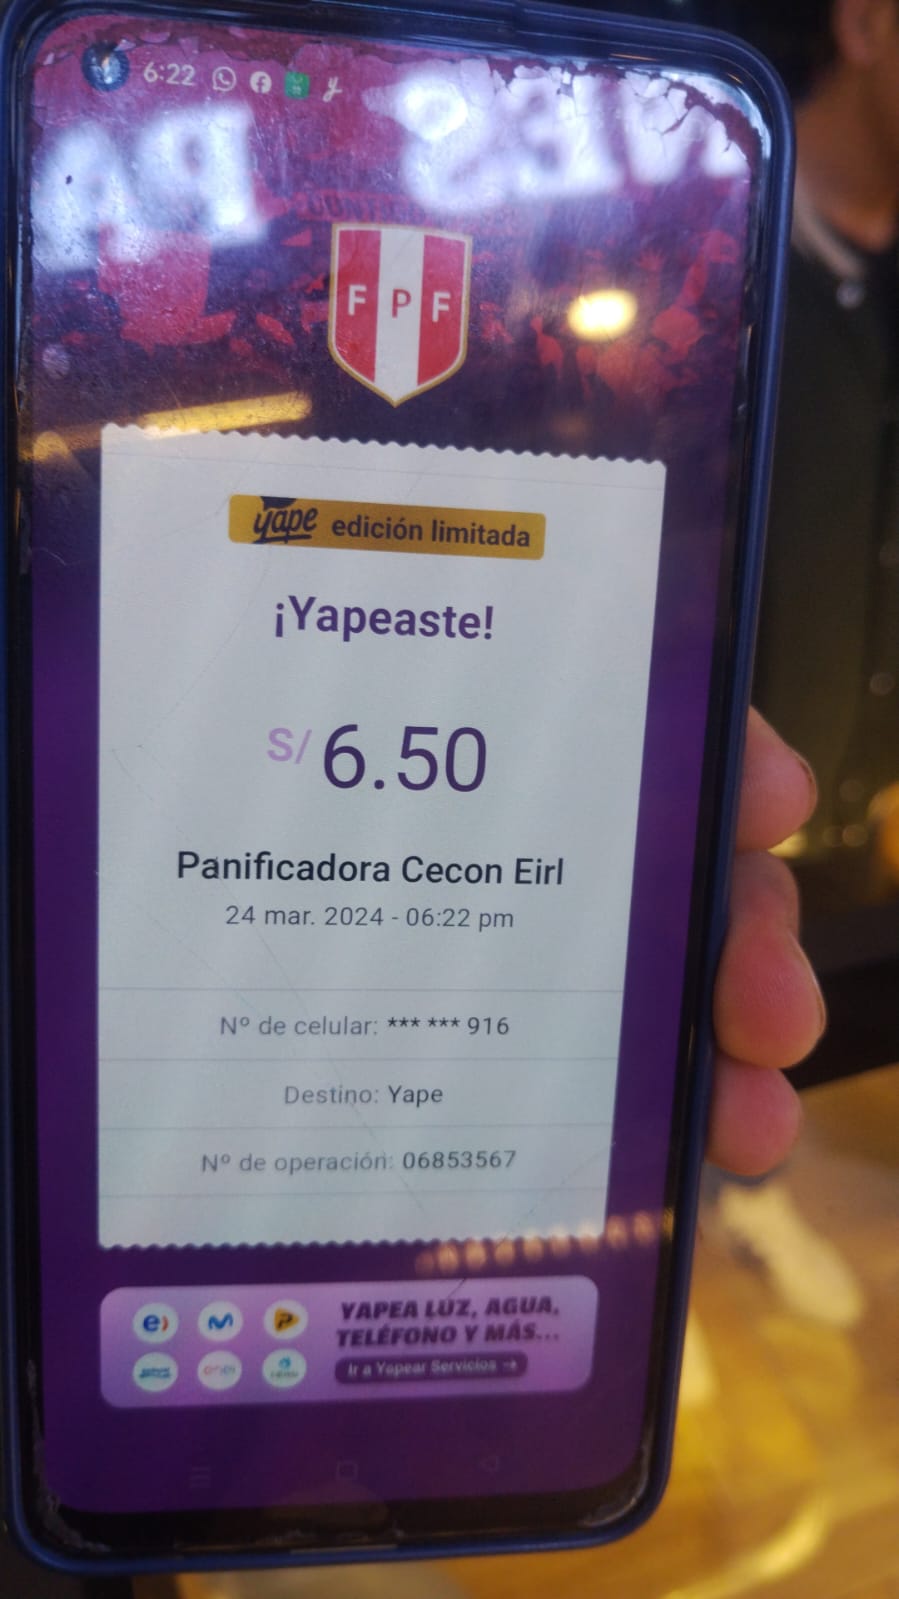 6:22
FPF
yape edición limitada
¡Yapeaste!
S/ 6.50
Panificadora Cecon Eirl
24 mar. 2024 - 06:22 pm
Nº de celular: *** *** 916
Destino: Yape
Nº de operación: 06853567
YAPEA LUZ, AGUA,
TELÉFONO Y MÁS...
Ir a Yapear Servicios →